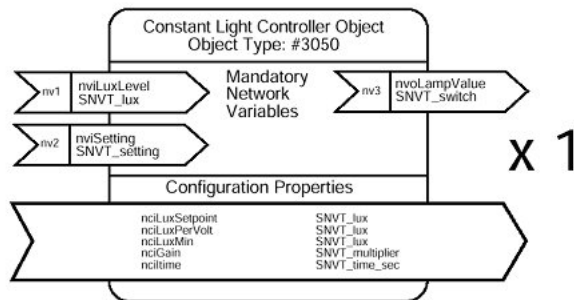 Constant Light Controller Object
Object Type: #3050
nv1
nviLuxLevel
SNVT_lux
Mandatory
Network
Variables
nv3
nvoLampValue
SNVT_switch
nv2
nviSetting
SNVT_setting
x 1
Configuration Properties
nciLuxSetpoint SNVT_lux
nciLuxPerVolt SNVT_lux
nciLuxMin SNVT_lux
nciGain SNVT_multiplier
nciItime SNVT_time_sec